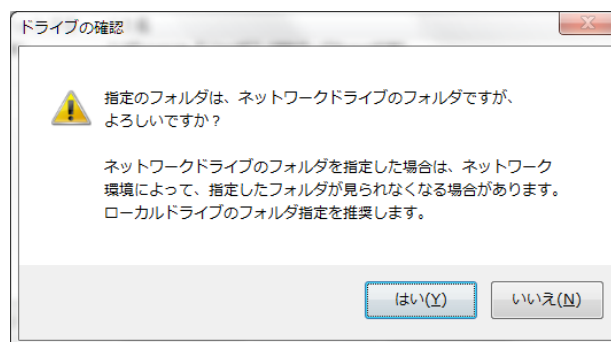 ドライブの確認
指定のフォルダは、ネットワークドライブのフォルダですが、
よろしいですか？
ネットワークドライブのフォルダを指定した場合は、ネットワーク
環境によって、指定したフォルダが見られなくなる場合があります。
ローカルドライブのフォルダ指定を推奨します。
はい(Y)
いいえ(N)